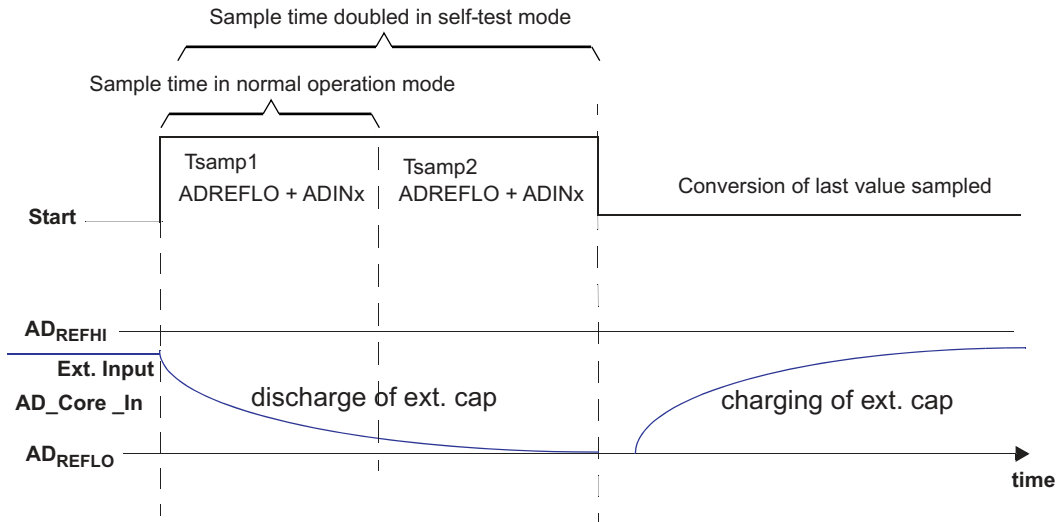 Sample time doubled in self-test mode
Sample time in normal operation mode
Tsamp1
ADREFLO + ADINx
Tsamp2
ADREFLO + ADINx
Conversion of last value sampled
Start
ADREFHI
Ext. Input
AD_Core _In
discharge of ext. cap
charging of ext. cap
ADREFLO
time